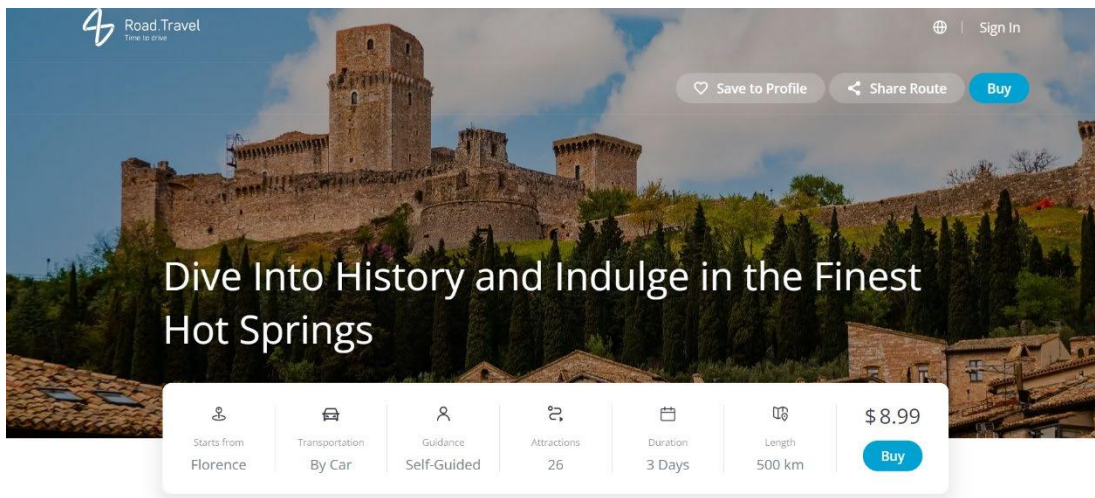 Road.Travel
Time to drive
Sign In
Save to Profile
Share Route
Buy
Dive Into History and Indulge in the Finest
Hot Springs
Starts from
Florence
Transportation
By Car
Guidance
Self-Guided
Attractions
26
Duration
3 Days
Length
500 km
$8.99
Buy